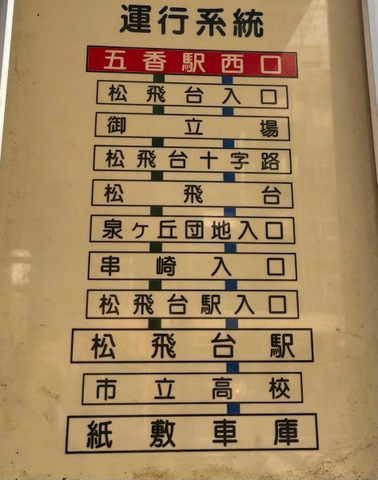 運行系統
五香駅西口
松飛台入口
御立場
松飛台十字路
松飛台
泉ヶ丘団地入口
串崎入口
松飛台駅入口
松飛台駅
市立高校
紙敷車庫